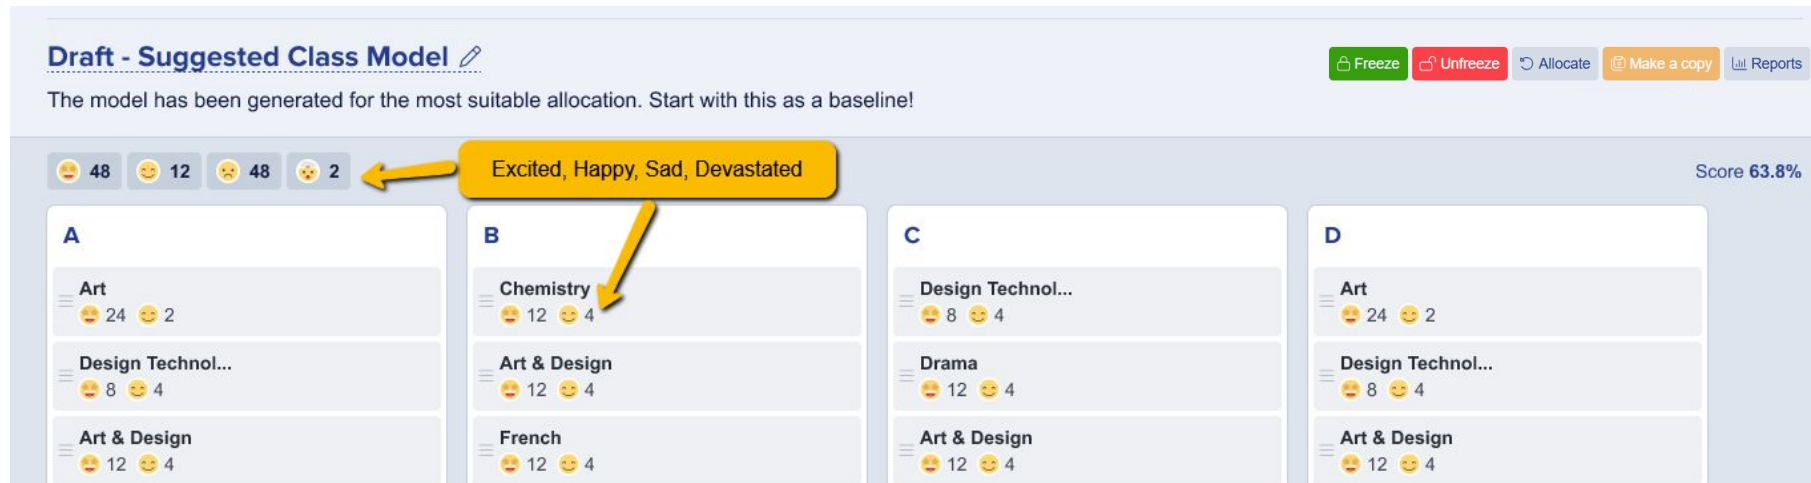 Draft - Suggested Class Model
Freeze Unfreeze Allocate Make a copy Reports
The model has been generated for the most suitable allocation. Start with this as a baseline!
48 12 48 2
Excited, Happy, Sad, Devastated
Score 63.8%
A
Art
24 2
Design Technol...
8 4
Art & Design
12 4
B
Chemistry
12 4
Art & Design
12 4
French
12 4
C
Design Technol...
8 4
Drama
12 4
Art & Design
12 4
D
Art
24 2
Design Technol...
8 4
Art & Design
12 4